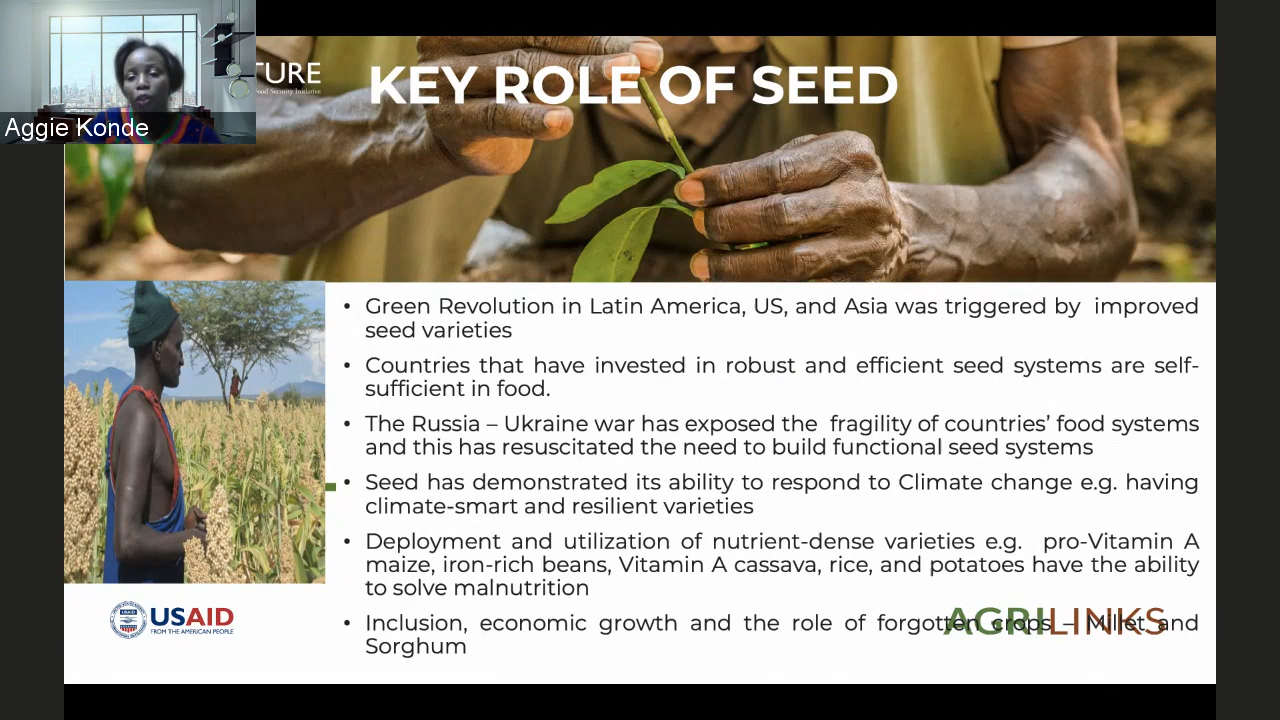 Aggie Konde
TURE
ood Security Initiative
KEY ROLE OF SEED
• Green Revolution in Latin America, US, and Asia was triggered by improved
seed varieties
• Countries that have invested in robust and efficient seed systems are self-
sufficient in food.
• The Russia – Ukraine war has exposed the fragility of countries’ food systems
and this has resuscitated the need to build functional seed systems
• Seed has demonstrated its ability to respond to Climate change e.g. having
climate-smart and resilient varieties
• Deployment and utilization of nutrient-dense varieties e.g. pro-Vitamin A
maize, iron-rich beans, Vitamin A cassava, rice, and potatoes have the ability
to solve malnutrition
• Inclusion, economic growth and the role of forgotten crops – Millet and
Sorghum
USAID
FROM THE AMERICAN PEOPLE
AGRILINKS